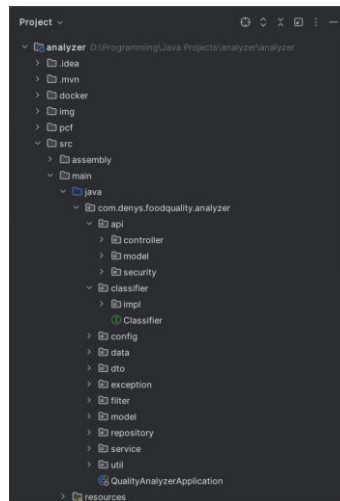 Project
analyzer D:\Programming\Java Projects\analyzer\analyzer
.idea
.mvn
docker
img
pcf
src
assembly
main
java
com.denys.foodquality.analyzer
api
controller
model
security
classifier
impl
Classifier
config
data
dto
exception
filter
model
repository
service
util
QualityAnalyzerApplication
resources